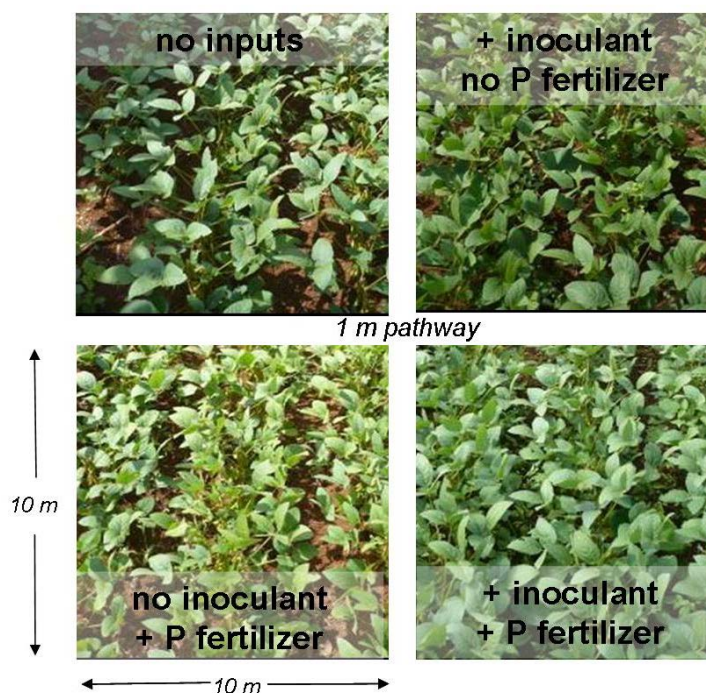 no inputs
+ inoculant
no P fertilizer
1 m pathway
10 m
no inoculant
+ P fertilizer
+ inoculant
+ P fertilizer
10 m